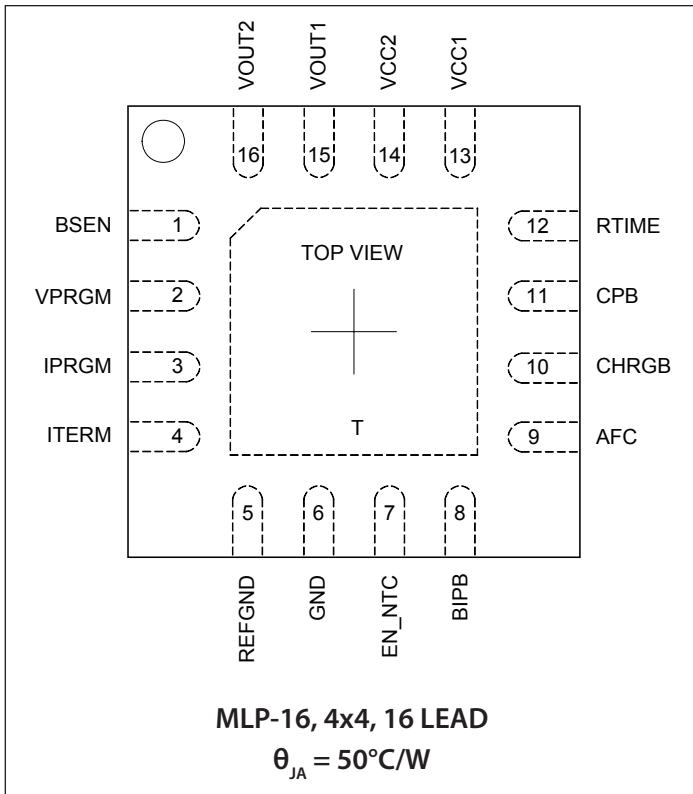 VOUT2 VOUT1 VCC2 VCC1
16 15 14 13
BSEN 1 12 RTIME
TOP VIEW
VPRGM 2 11 CPB
IPRGM 3 10 CHRGB
ITERM 4 T 9 AFC
5 6 7 8
REFGND GND EN_NTC BIPB
MLP-16, 4x4, 16 LEAD
θJA = 50°C/W